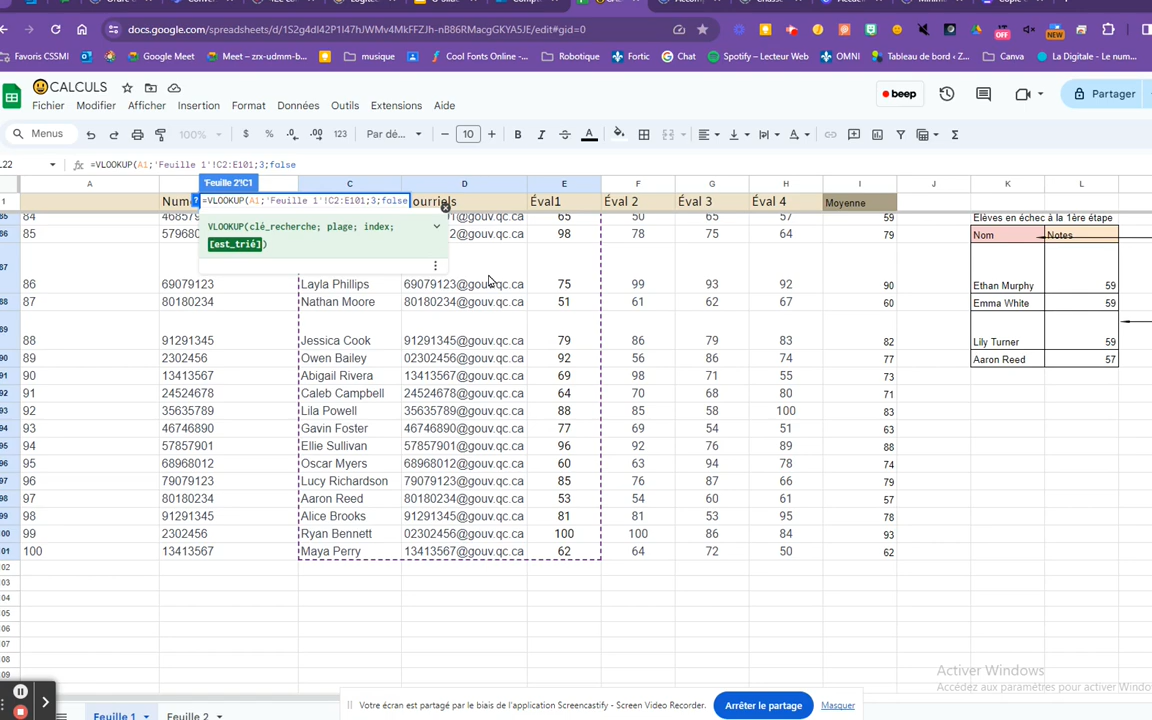 docs.google.com/spreadsheets/d/1S2g4dI42P1I47hJWMv4MkFFZJh-nB86RMacgGKYA5JE/edit#gid=0
Favoris CSSMI
Google Meet
Meet – zrx-udmm-b...
musique
Cool Fonts Online -...
Robotique
Fortic
Chat
Spotify – Lecteur Web
OMNI
Tableau de bord ‹ Z...
Canva
La Digitale - Le num...
CALCULS
Fichier Modifier Afficher Insertion Format Données Outils Extensions Aide
beep
Partager
Menus 100% $ % .0 .00 123 Par dé... 10 B I A
L22 fx =VLOOKUP(A1;'Feuille 1'!C2:E101;3;false
A C D E F G H I J K L
'Feuille 2'!C1
1 Num =VLOOKUP(A1;'Feuille 1'!C2:E101;3;false ourriels Éval1 Éval 2 Éval 3 Éval 4 Moyenne
VLOOKUP(clé_recherche; plage; index;
[est_trié])
84 46857 65 50 65 57 59 Elèves en échec à la 1ère étape
85 579680 2@gouv.qc.ca 98 78 75 64 79 Nom Notes
86 69079123 Layla Phillips 69079123@gouv.qc.ca 75 99 93 92 90 Ethan Murphy 59
87 80180234 Nathan Moore 80180234@gouv.qc.ca 51 61 62 67 60 Emma White 59
88 91291345 Jessica Cook 91291345@gouv.qc.ca 79 86 79 83 82 Lily Turner 59
89 2302456 Owen Bailey 02302456@gouv.qc.ca 92 56 86 74 77 Aaron Reed 57
90 13413567 Abigail Rivera 13413567@gouv.qc.ca 69 98 71 55 73
91 24524678 Caleb Campbell 24524678@gouv.qc.ca 64 70 68 80 71
92 35635789 Lila Powell 35635789@gouv.qc.ca 88 85 58 100 83
93 46746890 Gavin Foster 46746890@gouv.qc.ca 77 69 54 51 63
94 57857901 Ellie Sullivan 57857901@gouv.qc.ca 96 92 76 89 88
95 68968012 Oscar Myers 68968012@gouv.qc.ca 60 63 94 78 74
96 79079123 Lucy Richardson 79079123@gouv.qc.ca 85 76 87 66 79
97 80180234 Aaron Reed 80180234@gouv.qc.ca 53 54 60 61 57
98 91291345 Alice Brooks 91291345@gouv.qc.ca 81 81 53 95 78
99 2302456 Ryan Bennett 02302456@gouv.qc.ca 100 100 86 84 93
100 13413567 Maya Perry 13413567@gouv.qc.ca 62 64 72 50 62
Activer Windows
Accédez aux paramètres pour activer Windo
Votre écran est partagé par le biais de l'application Screencastify - Screen Video Recorder.
Arrêter le partage
Masquer
Feuille 1
Feuille 2